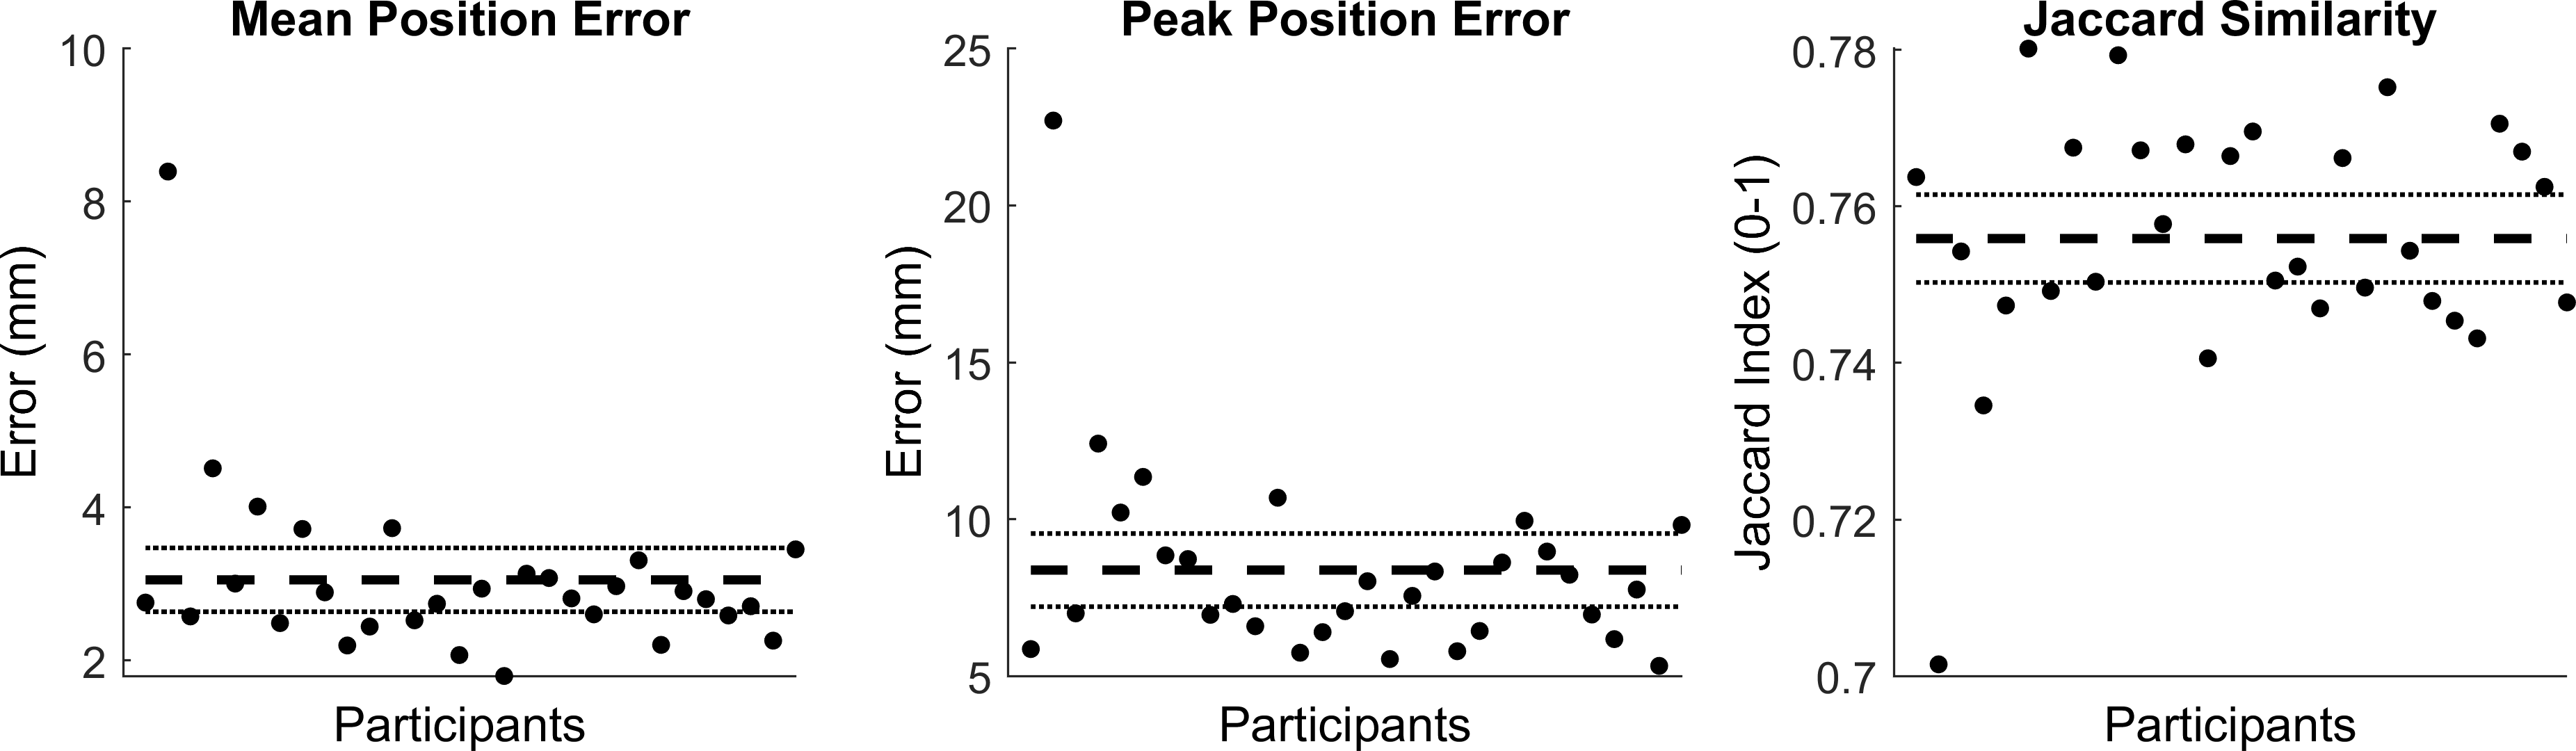 Mean Position Error
10
8
6
4
2
Error (mm)
Participants
Peak Position Error
25
20
15
10
5
Error (mm)
Participants
Jaccard Similarity
0.78
0.76
0.74
0.72
0.7
Jaccard Index (0-1)
Participants